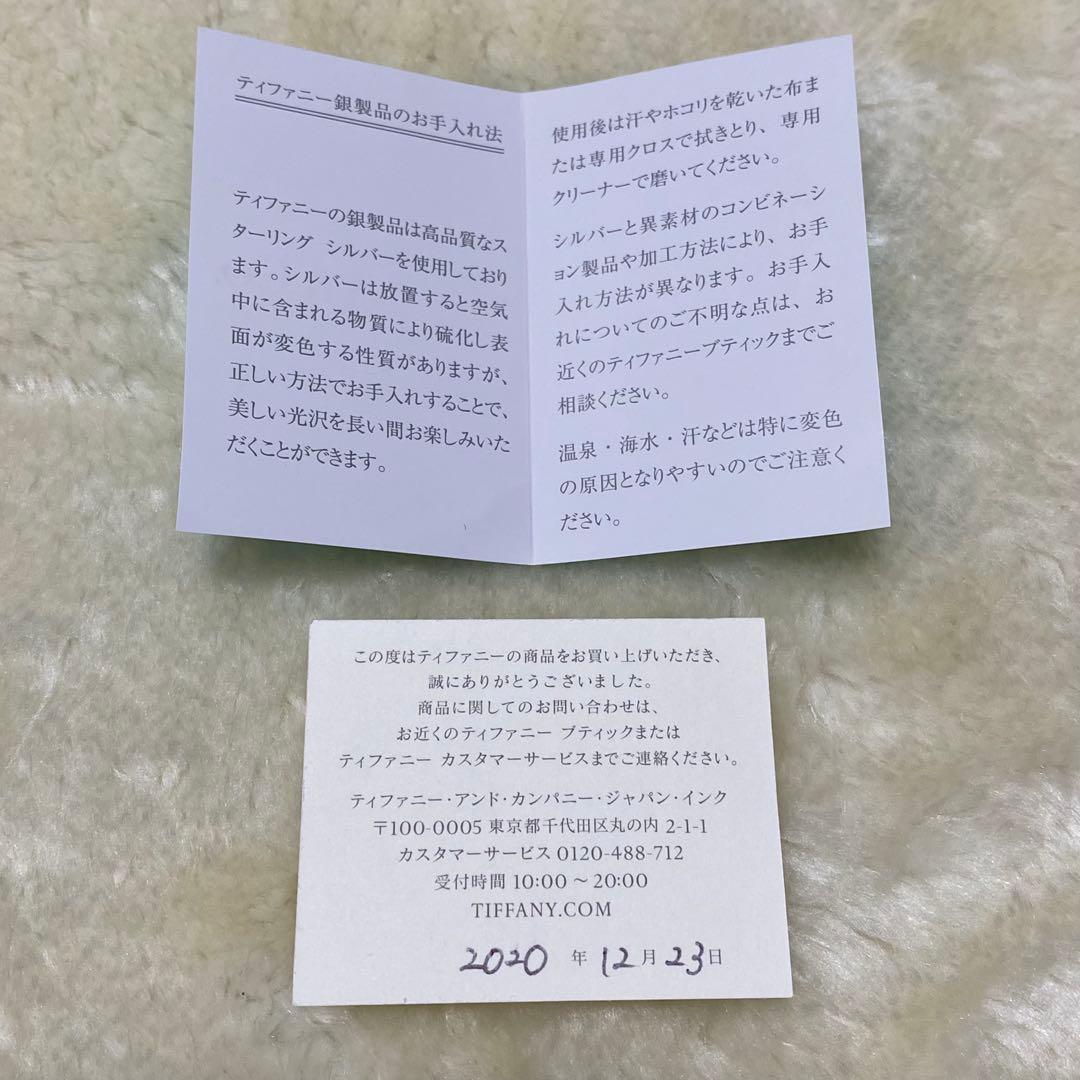 ティファニー銀製品のお手入れ法
ティファニーの銀製品は高品質なス
ターリング シルバーを使用しており
ます。シルバーは放置すると空気
中に含まれる物質により硫化し表
面が変色する性質がありますが、
正しい方法でお手入れすることで、
美しい光沢を長い間お楽しみいた
だくことができます。
使用後は汗やホコリを乾いた布ま
たは専用クロスで拭きとり、専用
クリーナーで磨いてください。
シルバーと異素材のコンビネーシ
ョン製品や加工方法により、お手
入れ方法が異なります。お手入
れについてのご不明な点は、お
近くのティファニーブティックまでご
相談ください。
温泉・海水・汗などは特に変色
の原因となりやすいのでご注意く
ださい。
この度はティファニーの商品をお買い上げいただき、
誠にありがとうございました。
商品に関してのお問い合わせは、
お近くのティファニー ブティックまたは
ティファニー カスタマーサービスまでご連絡ください。
ティファニー・アンド・カンパニー・ジャパン・インク
〒100-0005 東京都千代田区丸の内 2-1-1
カスタマーサービス 0120-488-712
受付時間 10:00 〜 20:00
TIFFANY.COM
2020 年 12 月 23 日